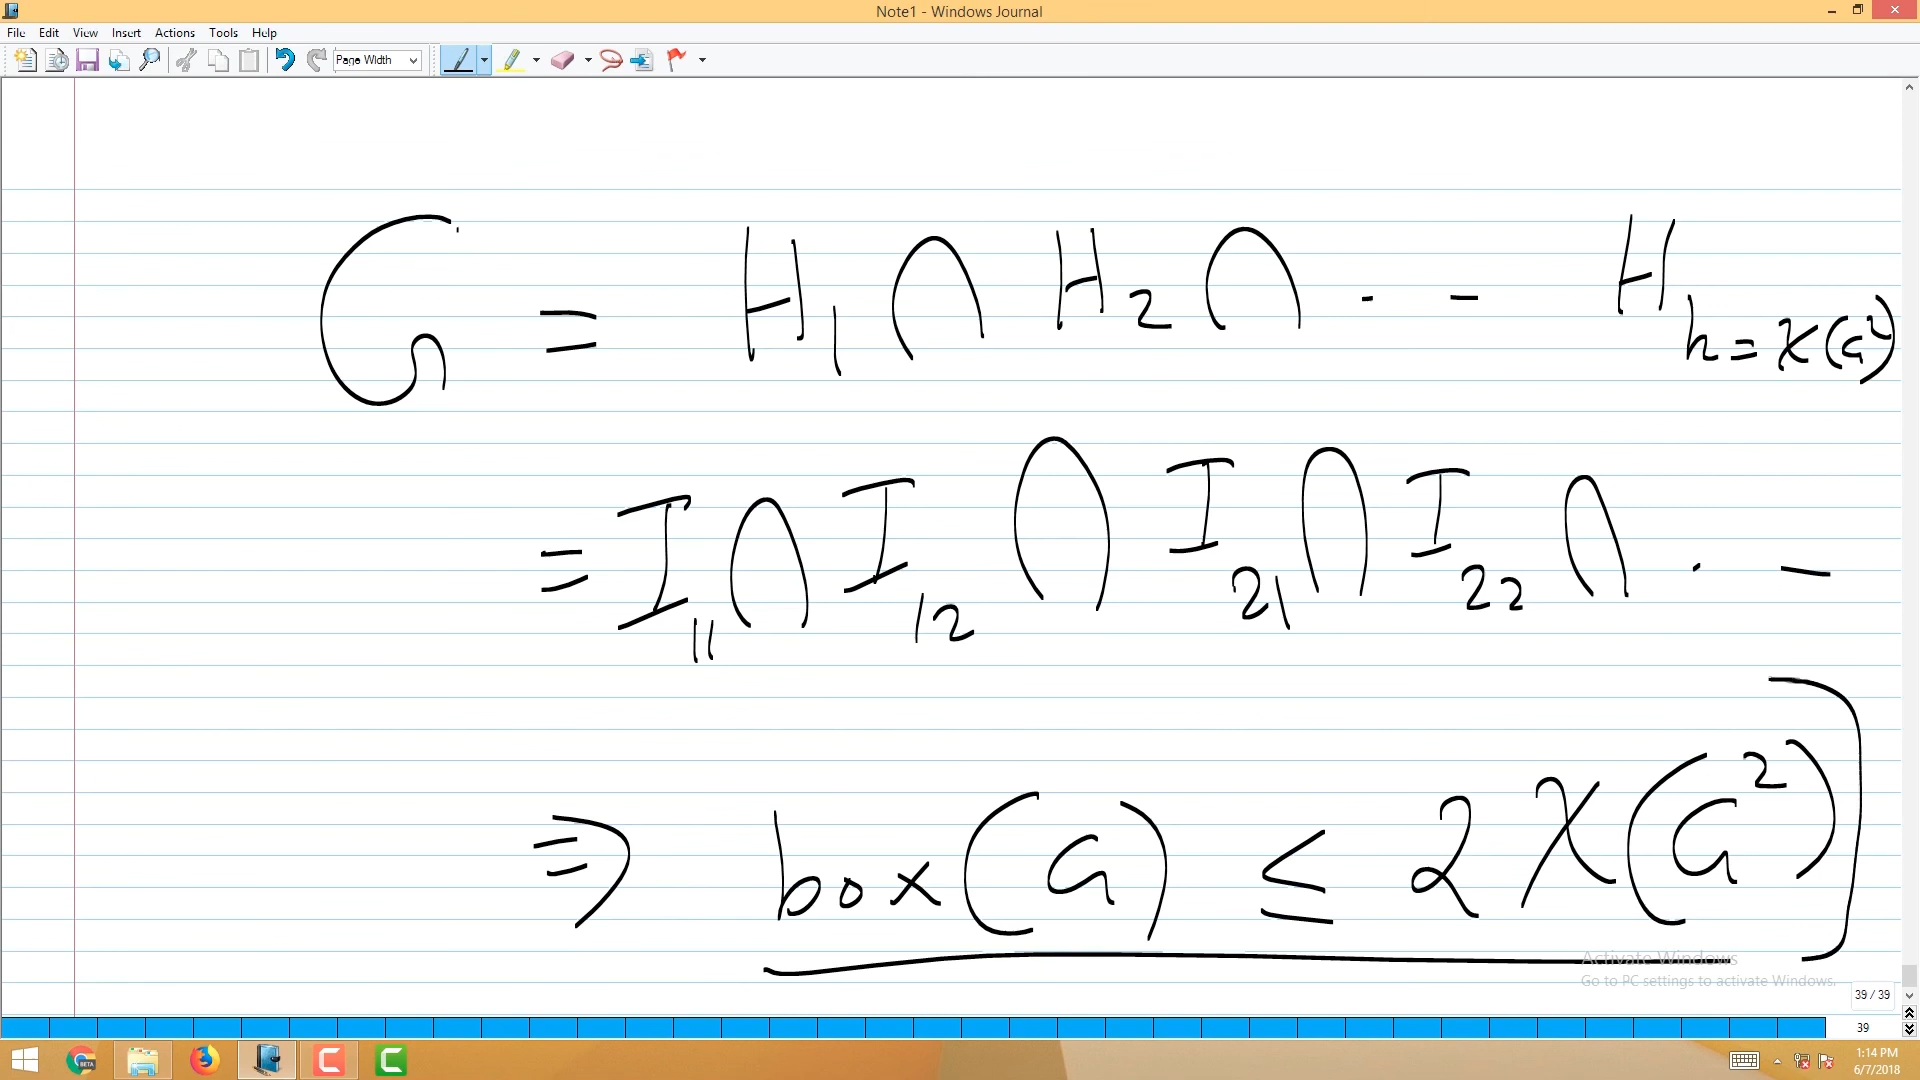 Note1 - Windows Journal
File Edit View Insert Actions Tools Help
Page Width
G = H₁ ∩ H₂ ∩ . - H_{h = χ(G²)}
= I₁₁ ∩ I₁₂ ∩ I₂₁ ∩ I₂₂ ∩ . -
⇒ box(G) ≤ 2χ(G²)
Activate Windows
Go to PC settings to activate Windows.
39 / 39
39
BETA
1:14 PM
6/7/2018